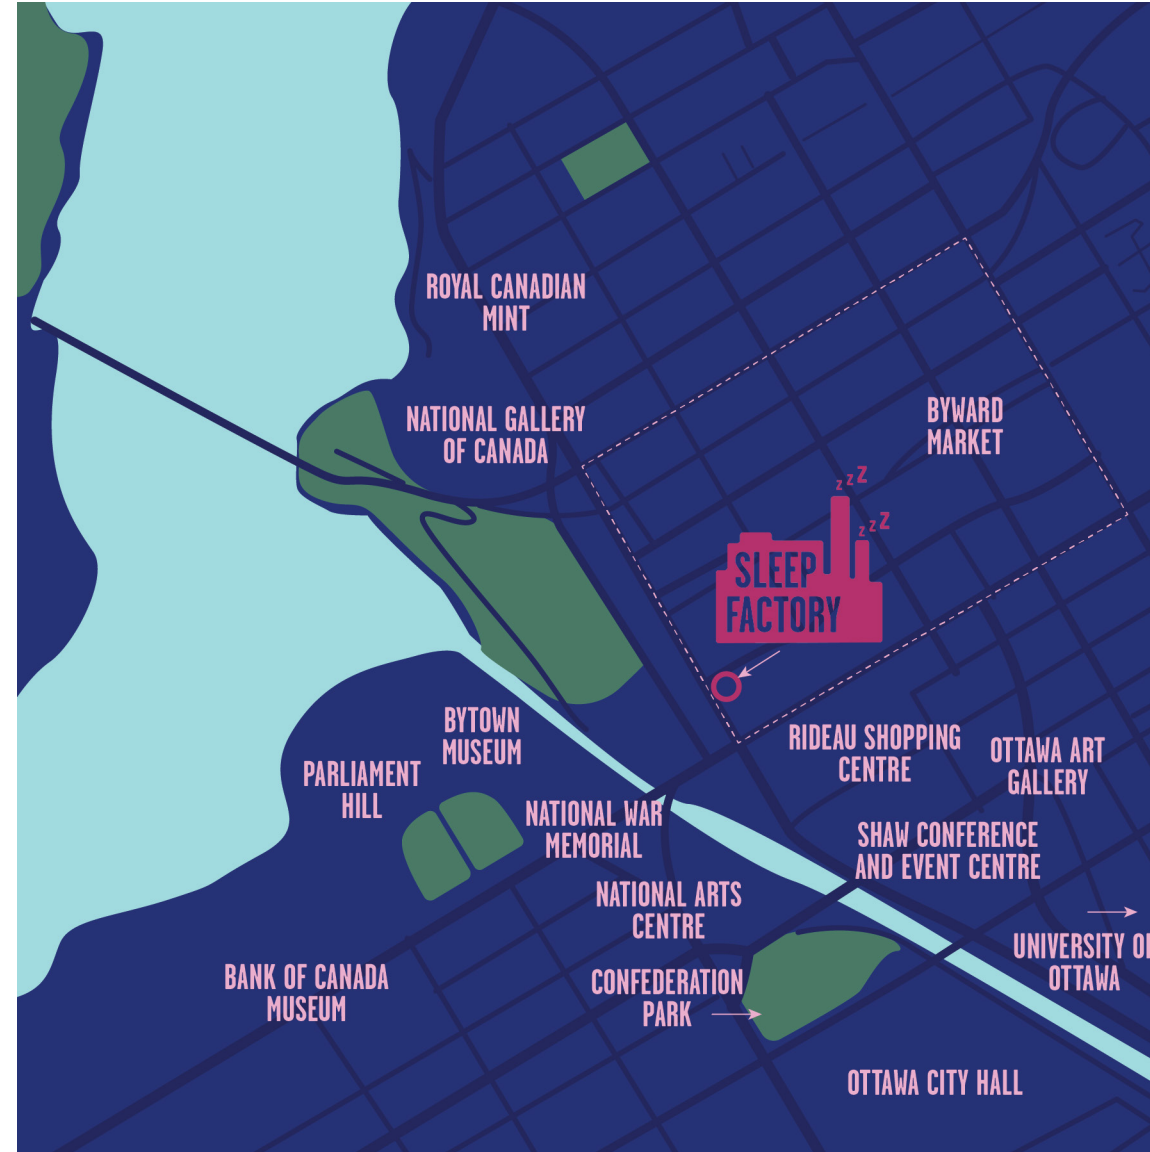 ROYAL CANADIAN
MINT
NATIONAL GALLERY
OF CANADA
BYWARD
MARKET
z z Z
z z Z
SLEEP
FACTORY
BYTOWN
MUSEUM
RIDEAU SHOPPING
CENTRE
OTTAWA ART
GALLERY
PARLIAMENT
HILL
NATIONAL WAR
MEMORIAL
SHAW CONFERENCE
AND EVENT CENTRE
NATIONAL ARTS
CENTRE
UNIVERSITY OF
OTTAWA
BANK OF CANADA
MUSEUM
CONFEDERATION
PARK
OTTAWA CITY HALL